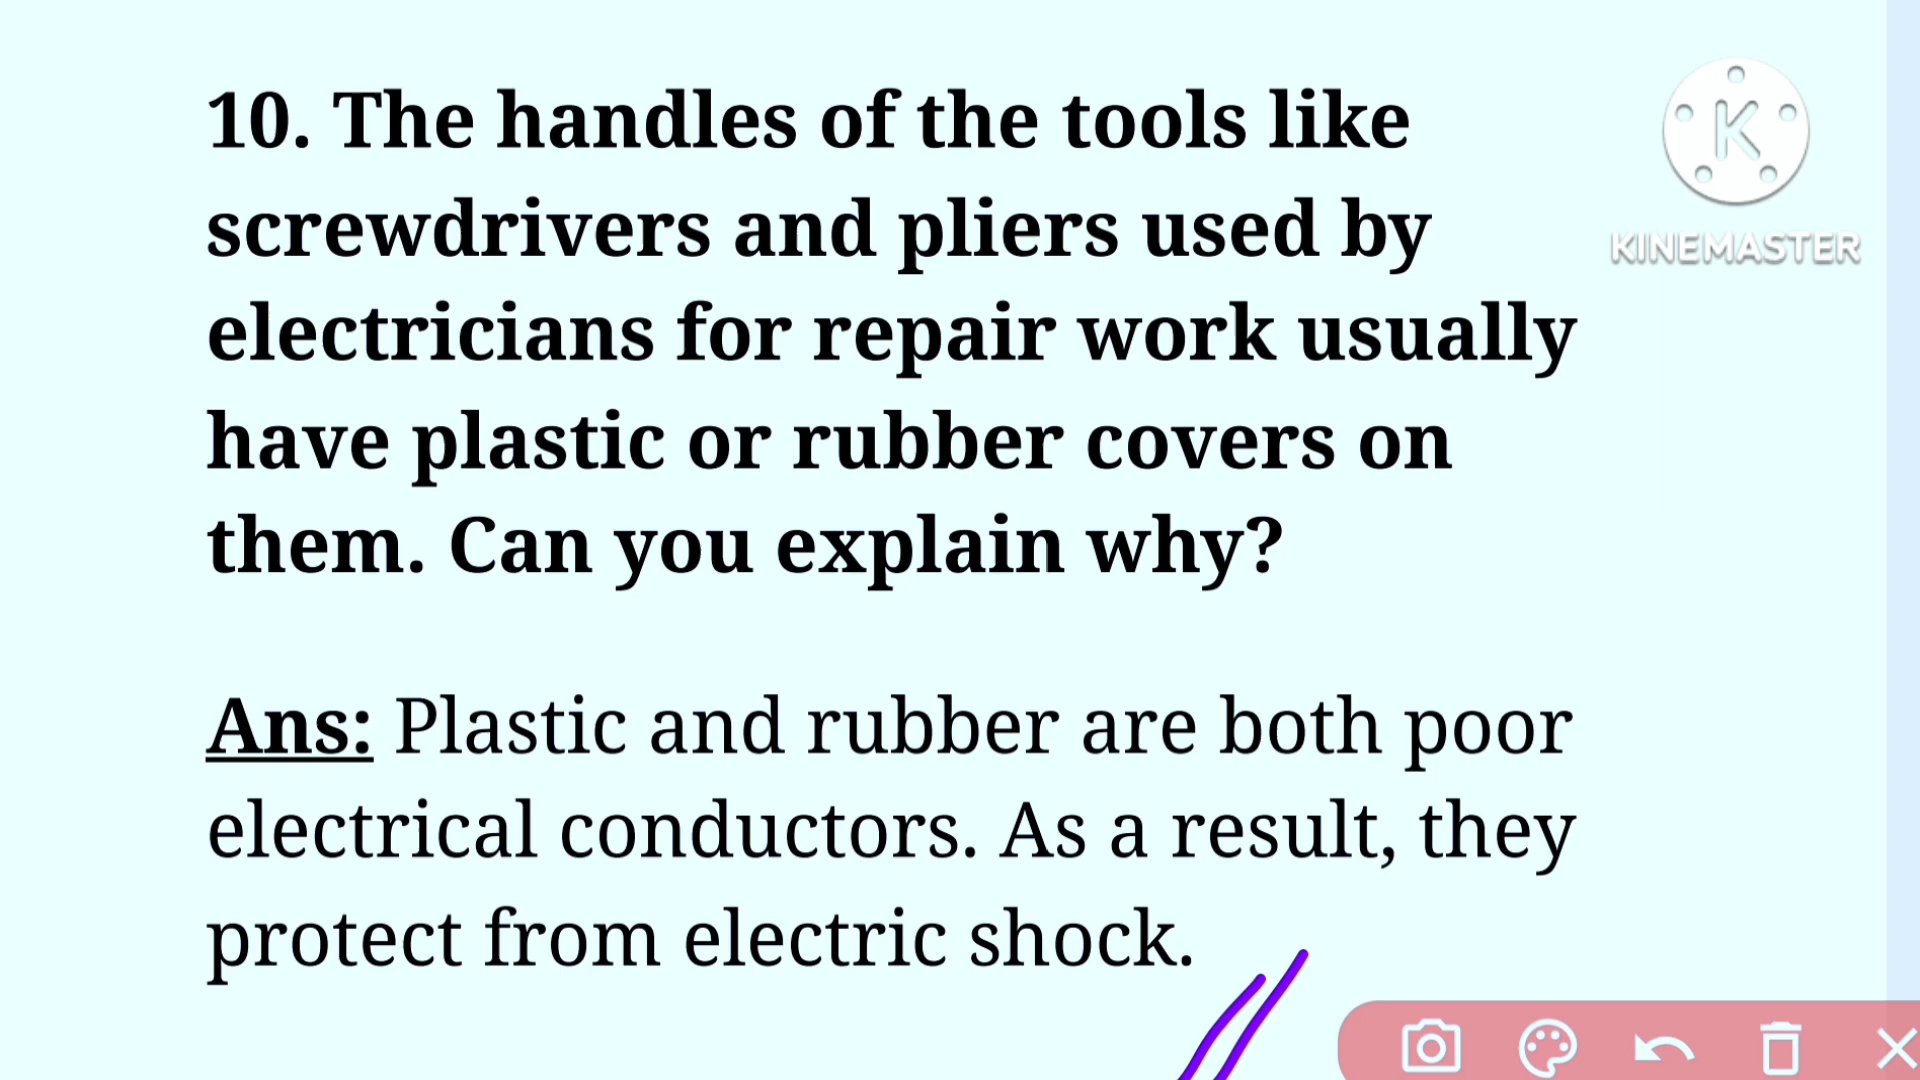 10. The handles of the tools like
screwdrivers and pliers used by
electricians for repair work usually
have plastic or rubber covers on
them. Can you explain why?
Ans: Plastic and rubber are both poor
electrical conductors. As a result, they
protect from electric shock.
K
KINEMASTER